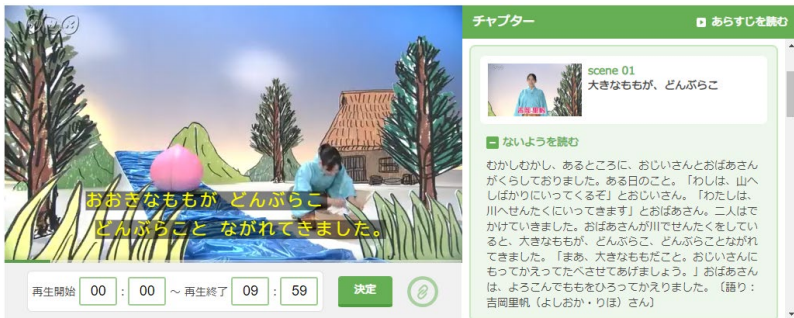 NHK
おおきなももが どんぶらこ
どんぶらこと ながれてきました。
再生開始 00 : 00 ~ 再生終了 09 : 59 決定
チャプター あらすじを読む
scene 01
大きなももが、どんぶらこ
吉岡 里帆
ないようを読む
むかしむかし、あるところに、おじいさんとおばあさん
がくらしておりました。ある日のこと。「わしは、山へ
しばかりにいってくるぞ」とおじいさん。「わたしは、
川へせんたくにいってきます」とおばあさん。二人はで
かけていきました。おばあさんが川でせんたくをしてい
ると、大きなももが、どんぶらこ、どんぶらことながれ
てきました。「まあ、大きなももだこと。おじいさんに
もってかえってたべさせてあげましょう。」おばあさん
は、よろこんでももをひろってかえりました。〔語り：
吉岡里帆（よしおか・りほ）さん〕